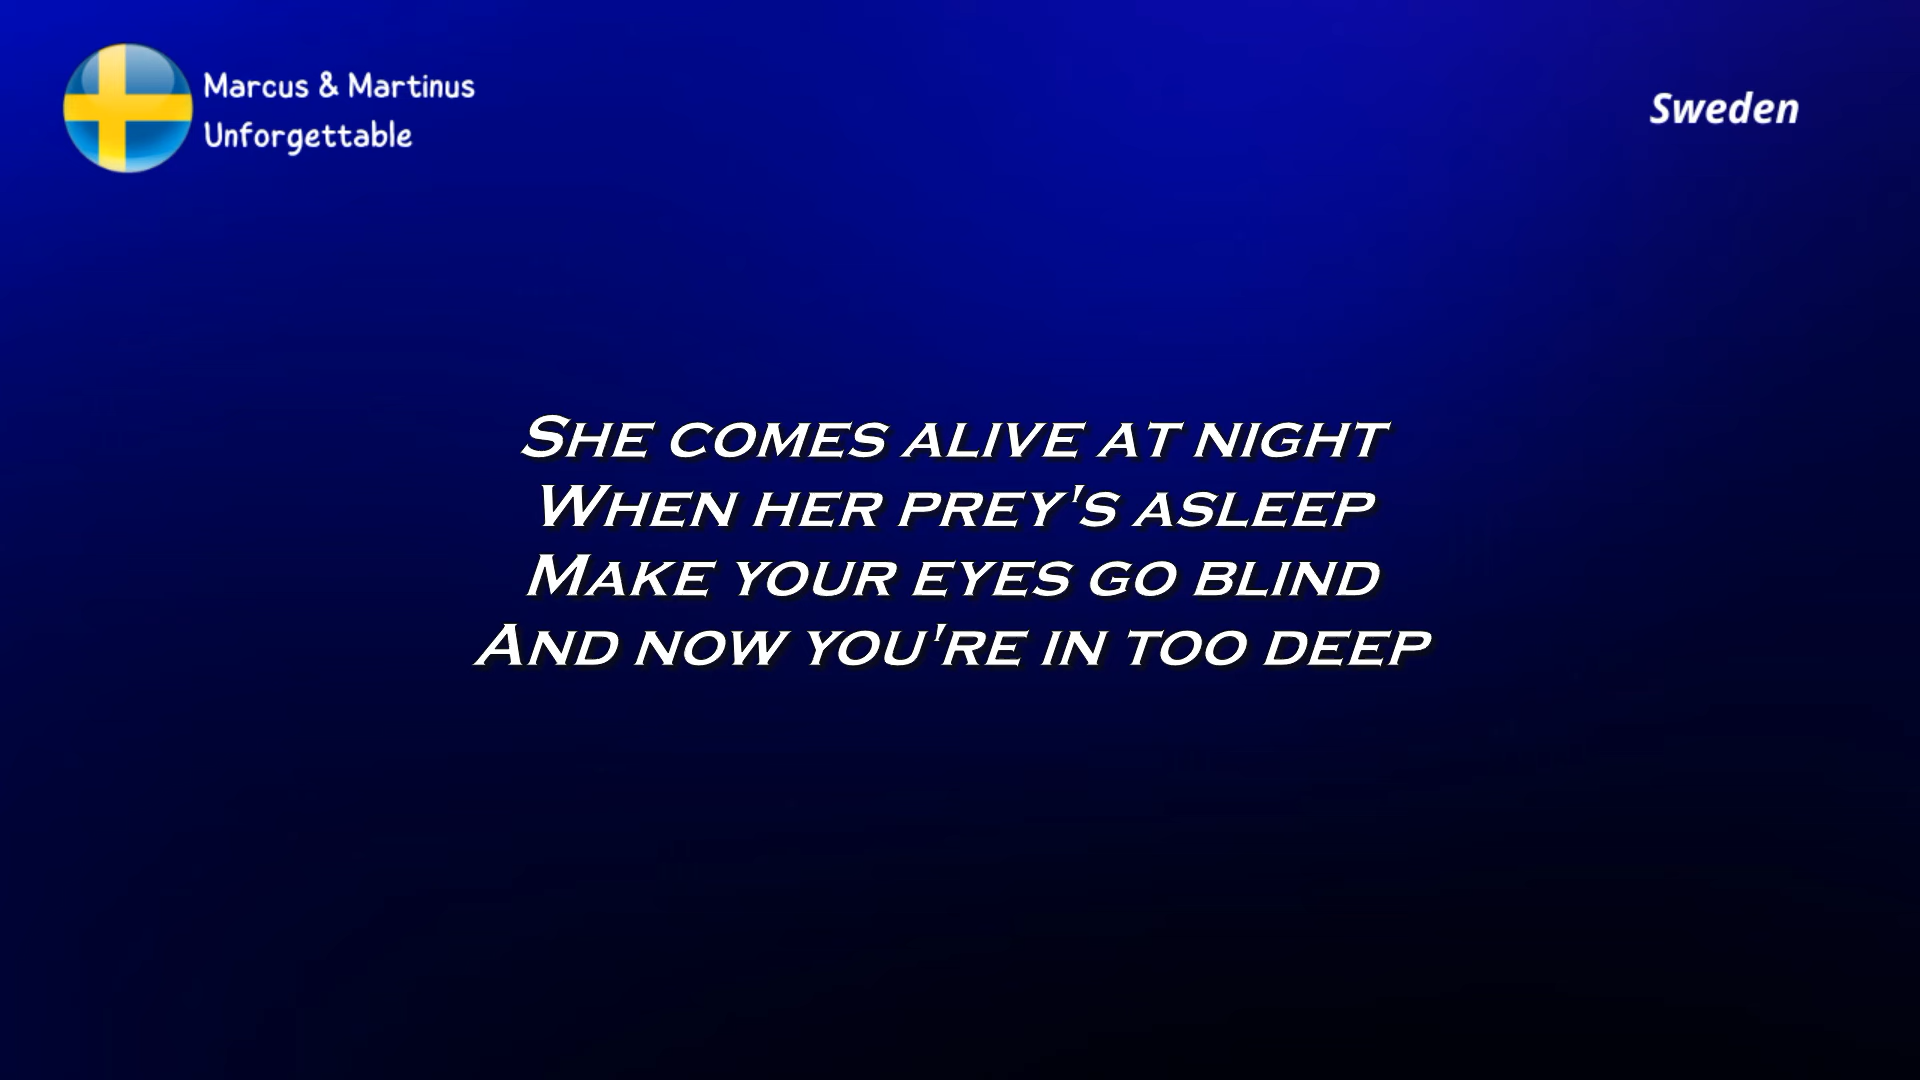 Marcus & Martinus
Unforgettable
Sweden
She comes alive at night
When her prey's asleep
Make your eyes go blind
And now you're in too deep